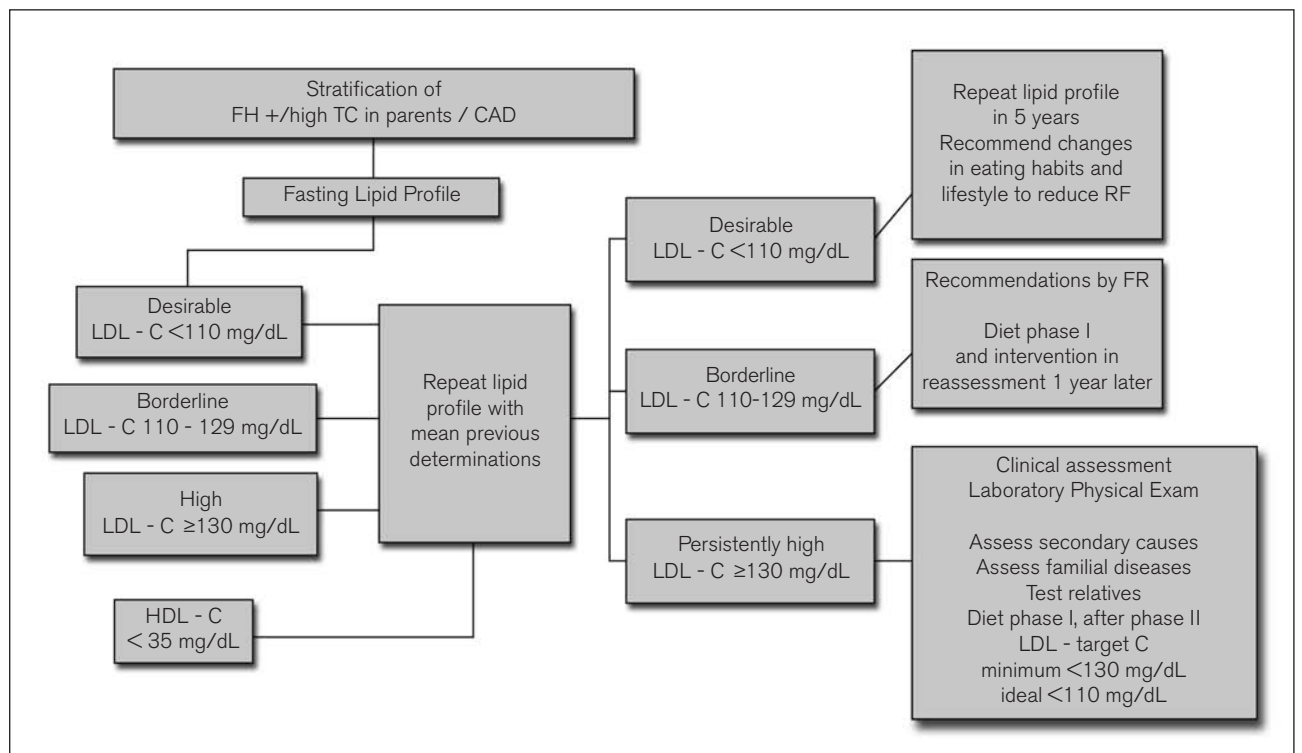 Stratification of
FH +/high TC in parents / CAD
Fasting Lipid Profile
Desirable
LDL - C <110 mg/dL
Borderline
LDL - C 110 - 129 mg/dL
High
LDL - C ≥130 mg/dL
HDL - C
< 35 mg/dL
Repeat lipid
profile with
mean previous
determinations
Desirable
LDL - C <110 mg/dL
Borderline
LDL - C 110-129 mg/dL
Persistently high
LDL - C ≥130 mg/dL
Repeat lipid profile
in 5 years
Recommend changes
in eating habits and
lifestyle to reduce RF
Recommendations by FR
Diet phase I
and intervention in
reassessment 1 year later
Clinical assessment
Laboratory Physical Exam
Assess secondary causes
Assess familial diseases
Test relatives
Diet phase I, after phase II
LDL - target C
minimum <130 mg/dL
ideal <110 mg/dL